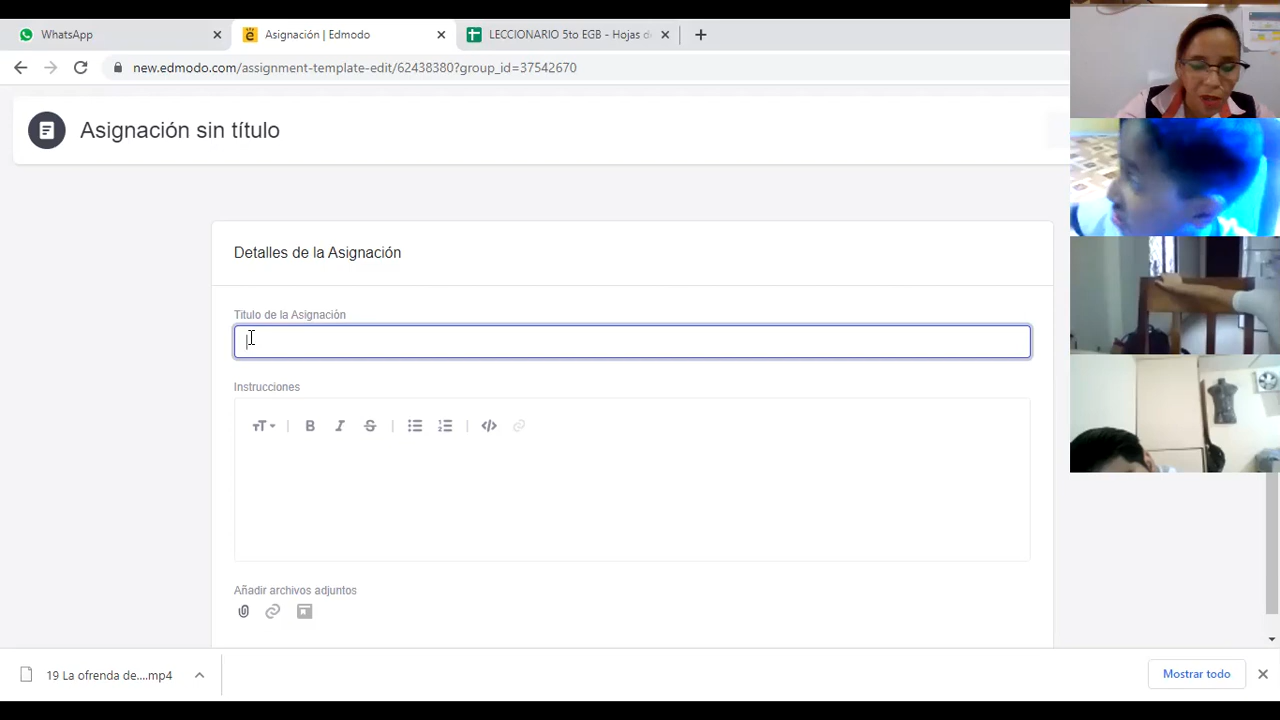 WhatsApp
Asignación | Edmodo
LECCIONARIO 5to EGB - Hojas d
new.edmodo.com/assignment-template-edit/62438380?group_id=37542670
Asignación sin título
Detalles de la Asignación
Título de la Asignación
Instrucciones
TT
B
I
S
Añadir archivos adjuntos
19 La ofrenda de....mp4
Mostrar todo